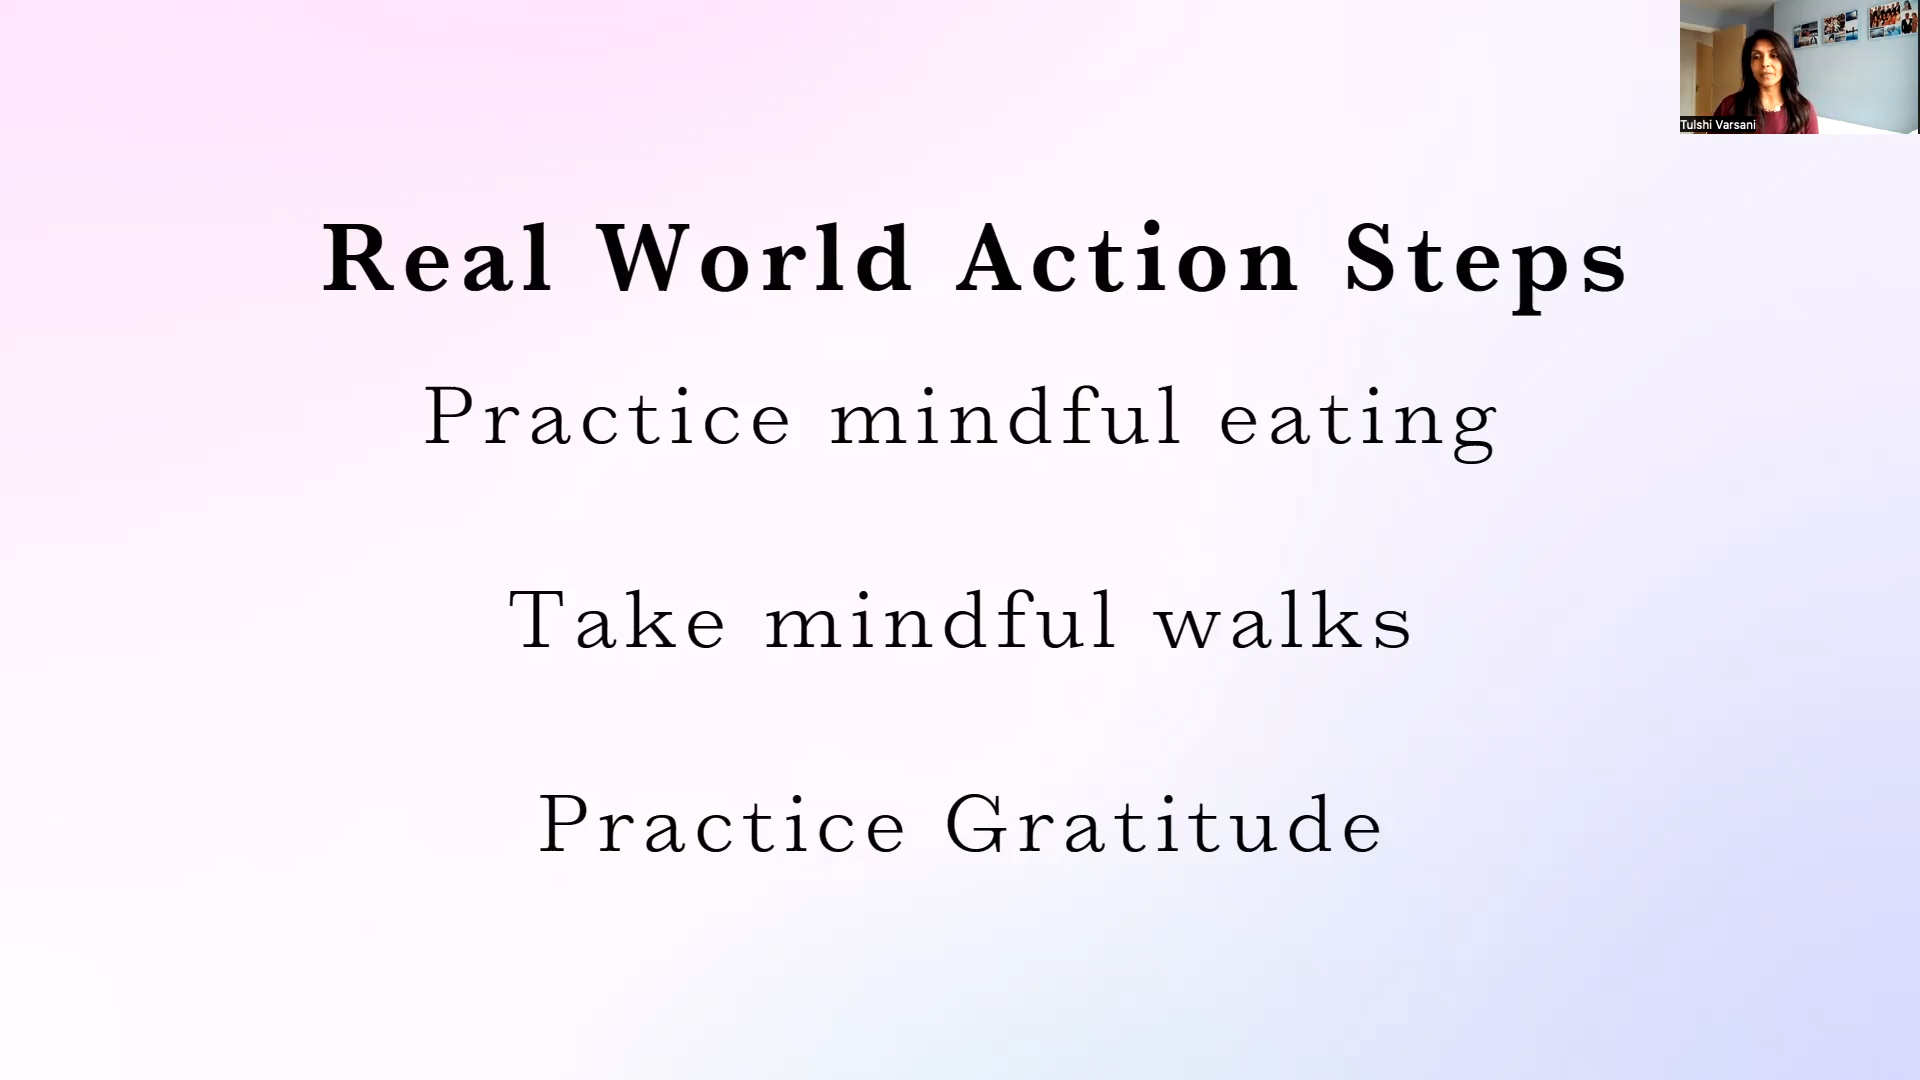 Tulshi Varsani
Real World Action Steps
Practice mindful eating
Take mindful walks
Practice Gratitude